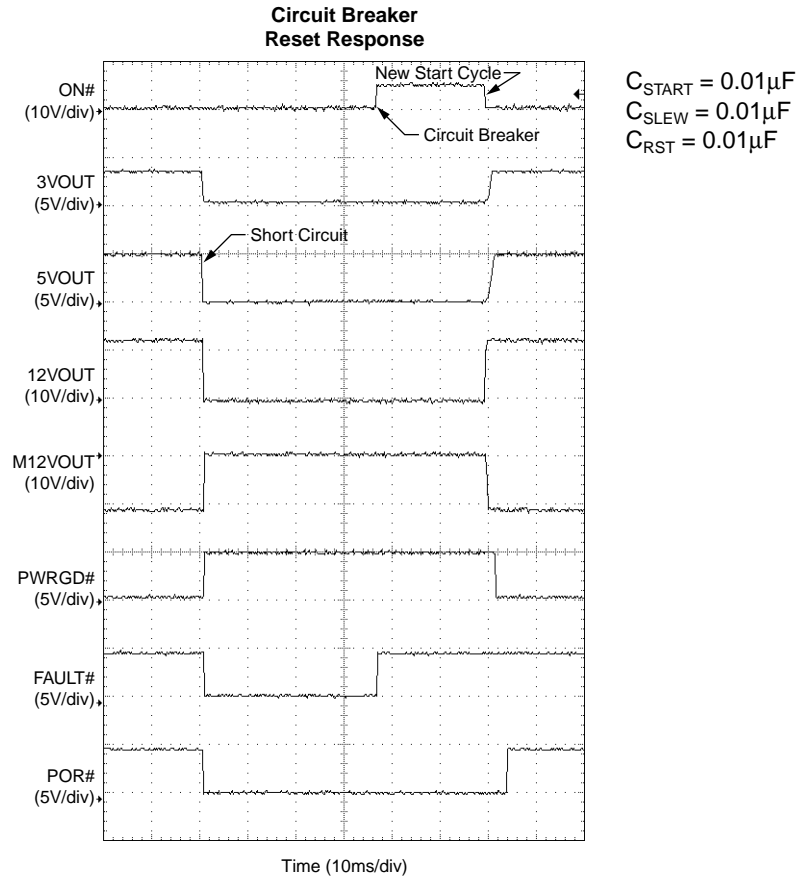 Circuit Breaker
Reset Response
New Start Cycle
ON#
(10V/div)
Circuit Breaker
C_START = 0.01μF
C_SLEW = 0.01μF
C_RST = 0.01μF
3VOUT
(5V/div)
Short Circuit
5VOUT
(5V/div)
12VOUT
(10V/div)
M12VOUT
(10V/div)
PWRGD#
(5V/div)
FAULT#
(5V/div)
POR#
(5V/div)
Time (10ms/div)